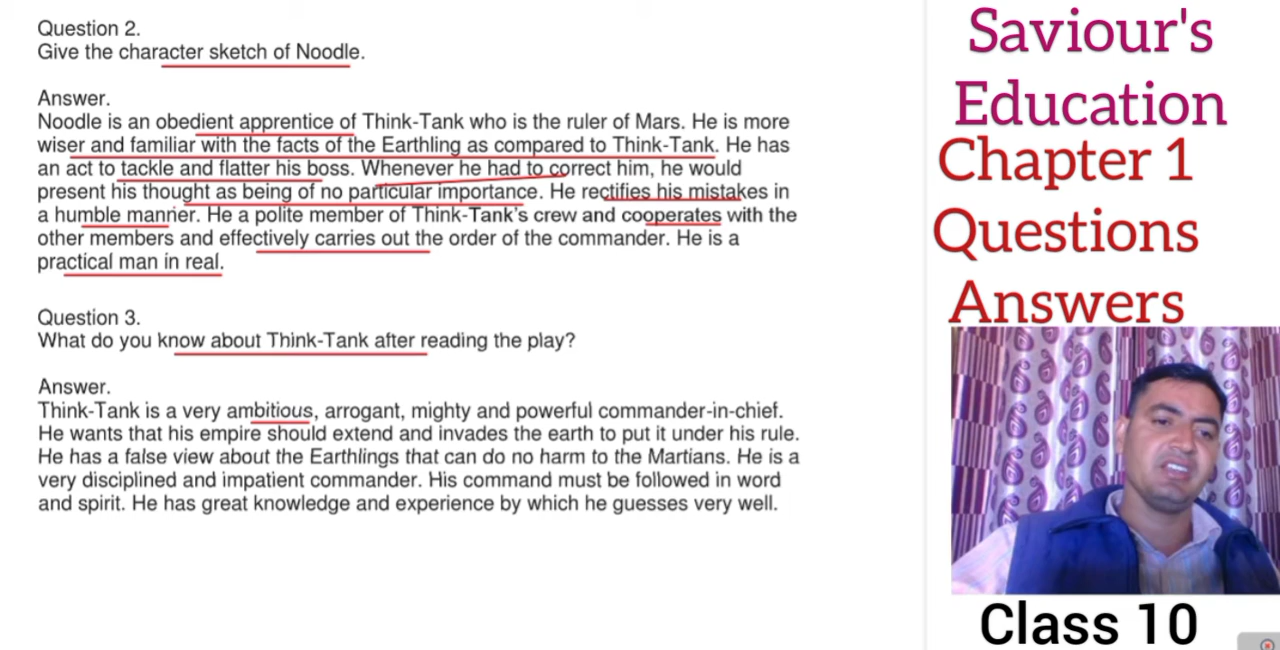 Question 2.
Give the character sketch of Noodle.
Answer.
Noodle is an obedient apprentice of Think-Tank who is the ruler of Mars. He is more
wiser and familiar with the facts of the Earthling as compared to Think-Tank. He has
an act to tackle and flatter his boss. Whenever he had to correct him, he would
present his thought as being of no particular importance. He rectifies his mistakes in
a humble manner. He a polite member of Think-Tank's crew and cooperates with the
other members and effectively carries out the order of the commander. He is a
practical man in real.
Question 3.
What do you know about Think-Tank after reading the play?
Answer.
Think-Tank is a very ambitious, arrogant, mighty and powerful commander-in-chief.
He wants that his empire should extend and invades the earth to put it under his rule.
He has a false view about the Earthlings that can do no harm to the Martians. He is a
very disciplined and impatient commander. His command must be followed in word
and spirit. He has great knowledge and experience by which he guesses very well.
Saviour's
Education
Chapter 1
Questions
Answers
Class 10